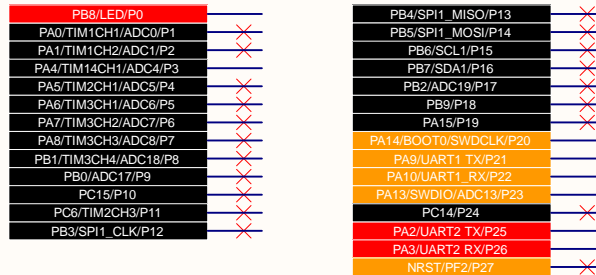 PB8/LED/P0
PA0/TIM1CH1/ADC0/P1
PA1/TIM1CH2/ADC1/P2
PA4/TIM14CH1/ADC4/P3
PA5/TIM2CH1/ADC5/P4
PA6/TIM3CH1/ADC6/P5
PA7/TIM3CH2/ADC7/P6
PA8/TIM3CH3/ADC8/P7
PB1/TIM3CH4/ADC18/P8
PB0/ADC17/P9
PC15/P10
PC6/TIM2CH3/P11
PB3/SPI1_CLK/P12
PB4/SPI1_MISO/P13
PB5/SPI1_MOSI/P14
PB6/SCL1/P15
PB7/SDA1/P16
PB2/ADC19/P17
PB9/P18
PA15/P19
PA14/BOOT0/SWDCLK/P20
PA9/UART1 TX/P21
PA10/UART1_RX/P22
PA13/SWDIO/ADC13/P23
PC14/P24
PA2/UART2 TX/P25
PA3/UART2 RX/P26
NRST/PF2/P27